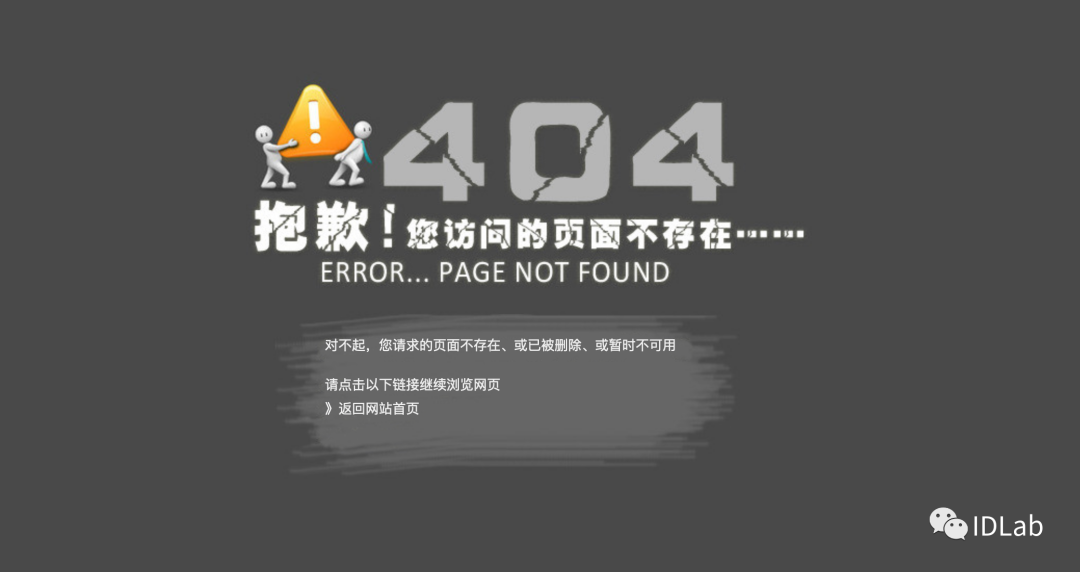 404
抱歉！您访问的页面不存在……
ERROR... PAGE NOT FOUND
对不起，您请求的页面不存在、或已被删除、或暂时不可用
请点击以下链接继续浏览网页
》返回网站首页
IDLab